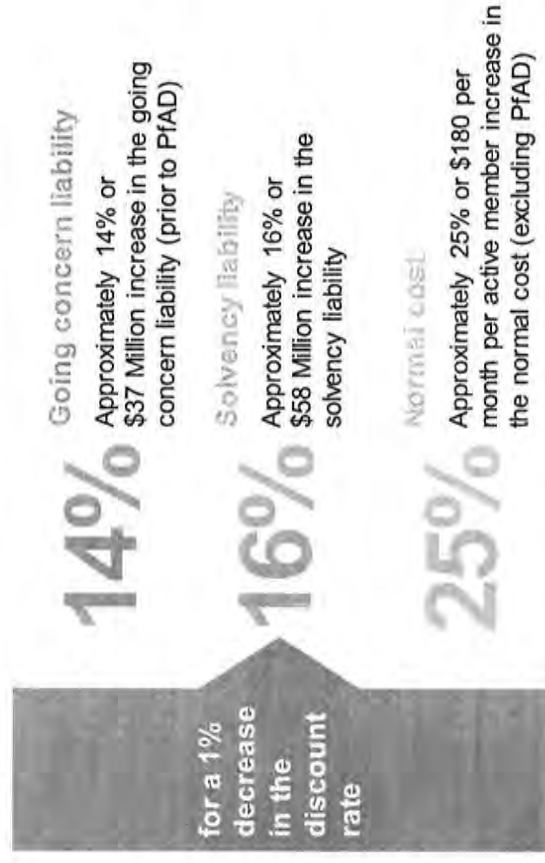 for a 1%
decrease
in the
discount
rate
14%
Going concern liability
Approximately 14% or
$37 Million increase in the going
concern liability (prior to PfAD)
16%
Solvency liability
Approximately 16% or
$58 Million increase in the
solvency liability
25%
Normal cost
Approximately 25% or $180 per
month per active member increase in
the normal cost (excluding PfAD)